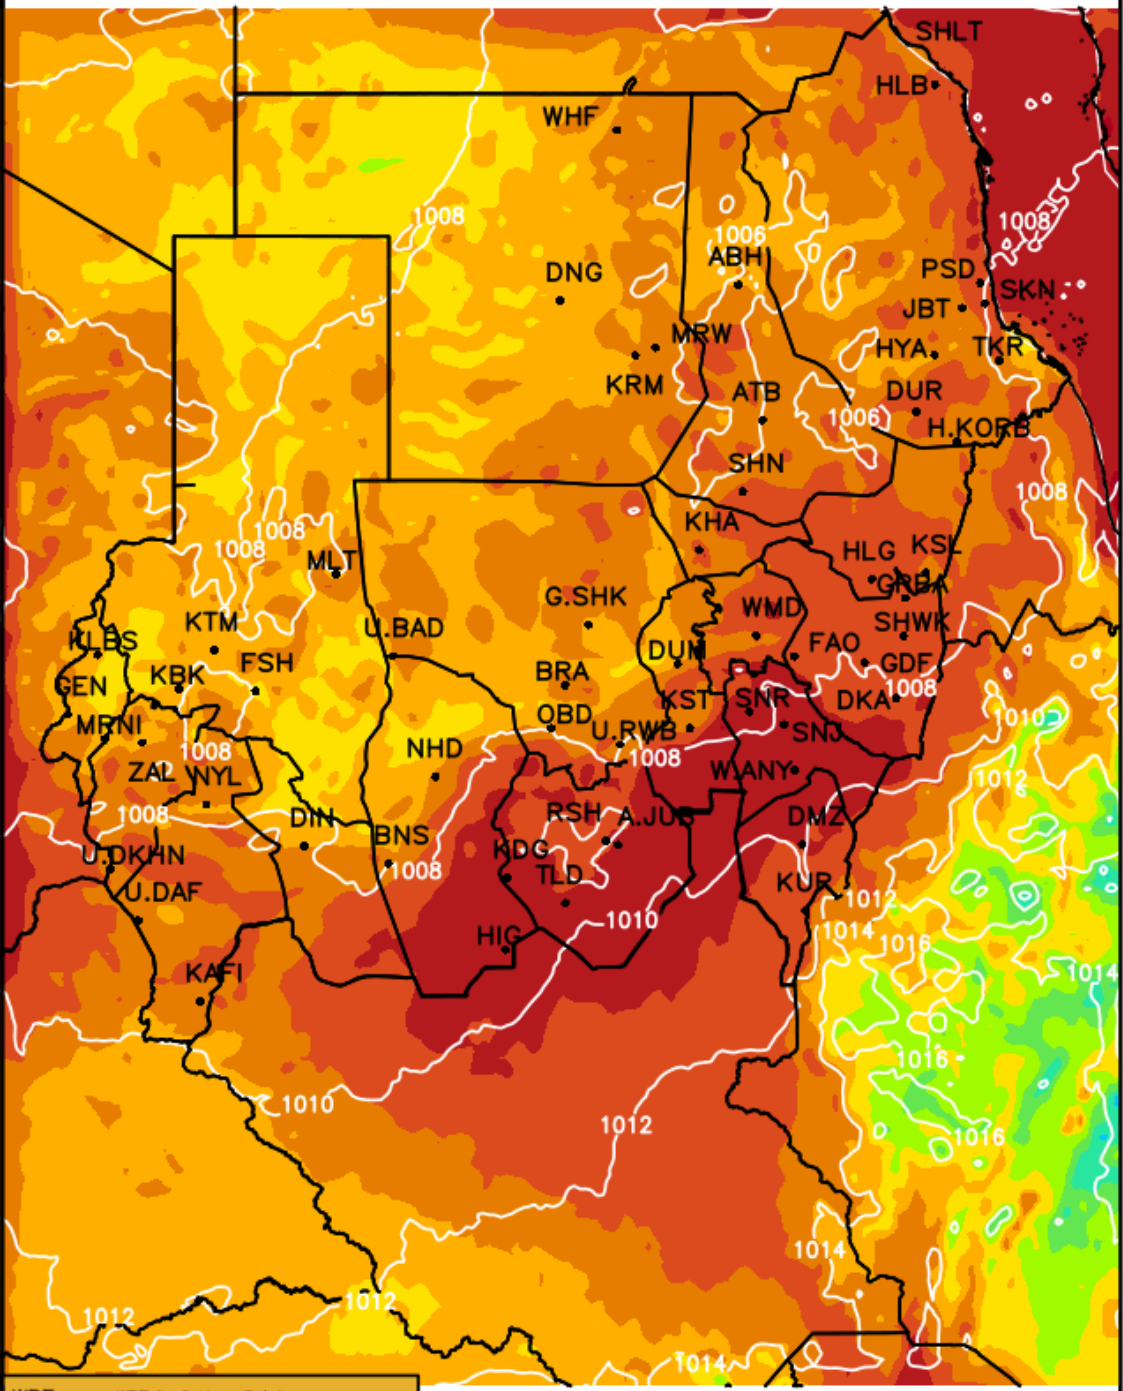 SHLT
HLB
WHF
1008
1008
1006
ABH
DNG
PSD
SKN
JBT
MRW
HYA
TKR
KRM
ATB
DUR
1006
H.KORB
SHN
1008
KHA
1008
1008
HLG
KSL
MLT
GRBA
G.SHK
WMD
KTM
U.BAD
SHWK
KLBS
DUM
FAO
GDF
KBK
FSH
BRA
GEN
KST
SNR
DKA
1008
OBD
1010
MRNI
U.RWB
SNJ
1008
NHD
1008
ZAL
NYL
W.ANY
1012
1008
DIN
RSH
A.JUB
DMZ
BNS
U.DKHN
KDG
1008
TLD
KUR
U.DAF
1012
1010
HIG
1014
1016
KAFI
1014
1016
1010
1012
1016
1014
1012
1012
1014